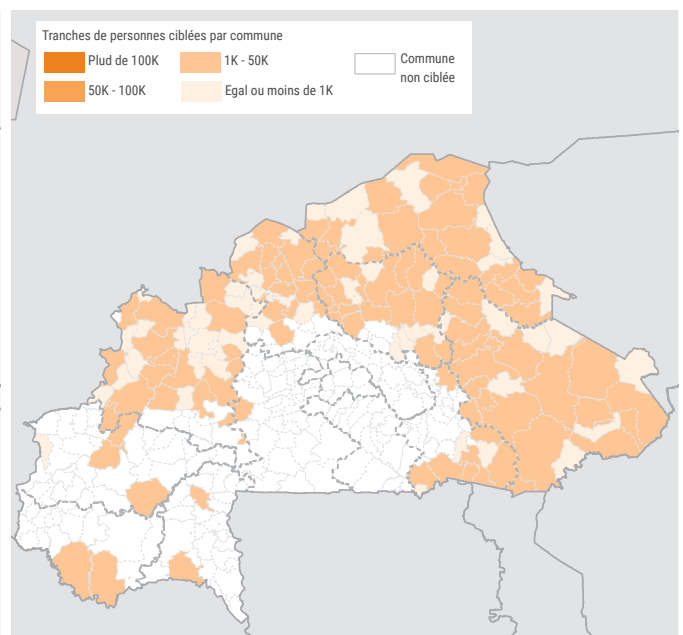 Tranches de personnes ciblées par commune
Plud de 100K
1K - 50K
Commune
non ciblée
50K - 100K
Egal ou moins de 1K